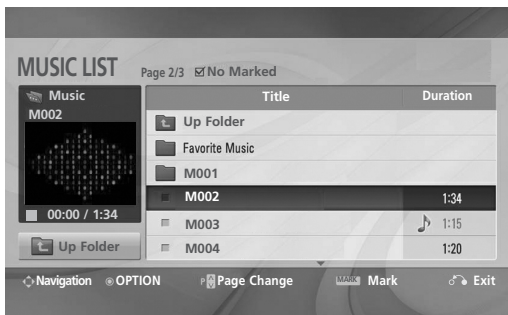 MUSIC LIST
Page 2/3 No Marked
Music
M002
00:00 / 1:34
Up Folder
Title Duration
Up Folder
Favorite Music
M001
M002 1:34
M003 1:15
M004 1:20
Navigation OPTION P Page Change MARK Mark Exit